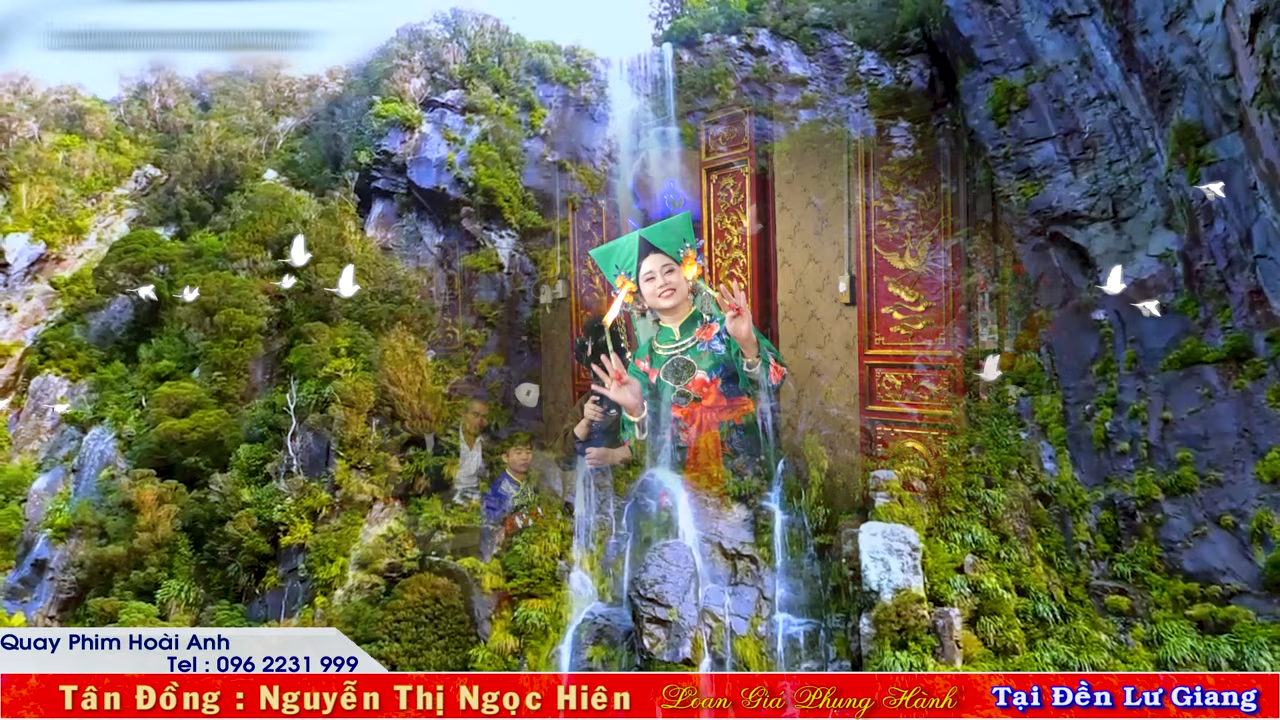 Quay Phim Hoài Anh
Tel : 096 2231 999
Tân Đồng : Nguyễn Thị Ngọc Hiên Loan Giá Phụng Hành Tại Đền Lư Giang